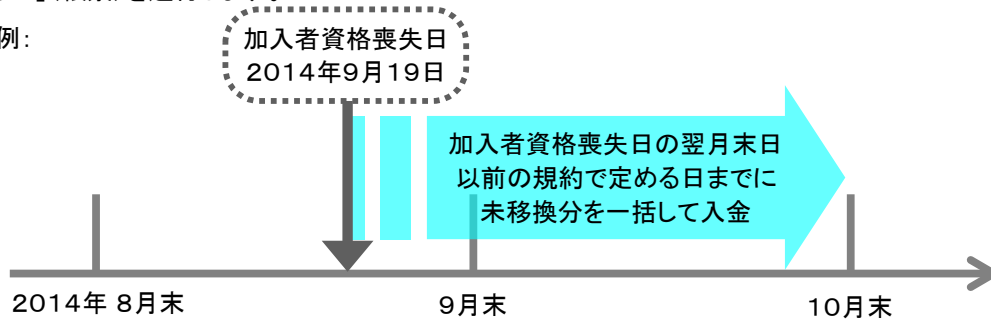 例：
加入者資格喪失日
2014年9月19日
加入者資格喪失日の翌月末日
以前の規約で定める日までに
未移換分を一括して入金
2014年 8月末
9月末
10月末